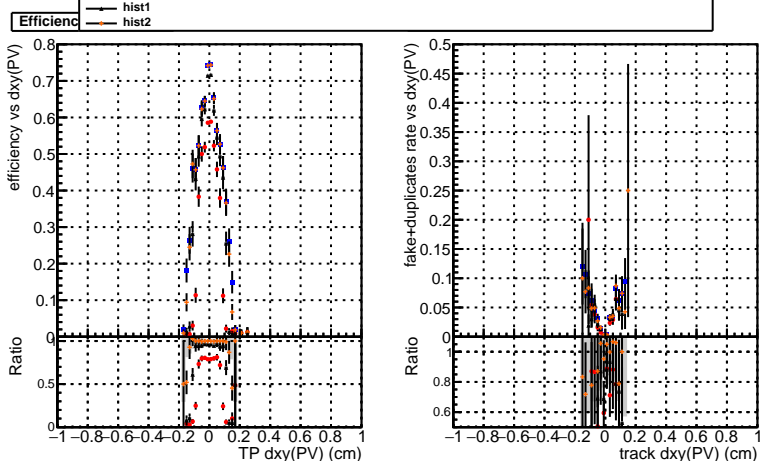 hist1
Efficienc
hist2
efficiency vs dxy(PV)
0.8
0.7
0.6
0.5
0.4
0.3
0.2
0.1
0
Ratio
1
0.5
0
−1 −0.8 −0.6 −0.4 −0.2 0 0.2 0.4 0.6 0.8 1
TP dxy(PV) (cm)
fake+duplicates rate vs dxy(PV)
0.5
0.45
0.4
0.35
0.3
0.25
0.2
0.15
0.1
0.05
0
Ratio
1
0.8
0.6
−1 −0.8 −0.6 −0.4 −0.2 0 0.2 0.4 0.6 0.8 1
track dxy(PV) (cm)